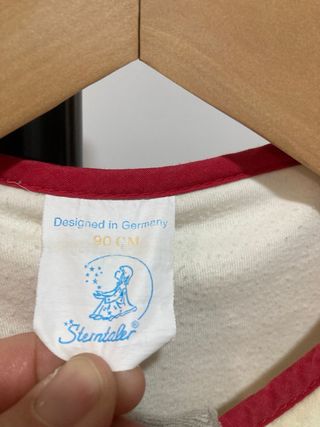 Designed in Germany
90 CM
Sterntaler®